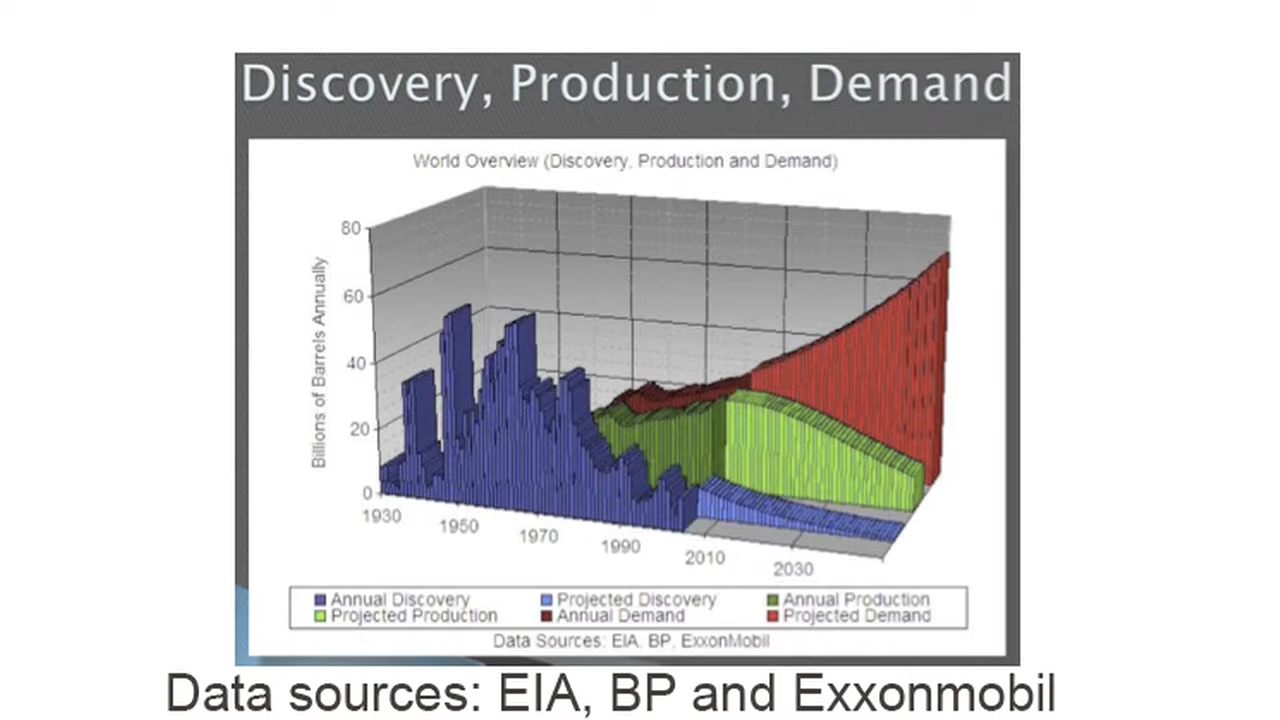 Discovery, Production, Demand
World Overview (Discovery, Production and Demand)
Billions of Barrels Annually
80
60
40
20
0
1930
1950
1970
1990
2010
2030
Annual Discovery
Projected Discovery
Annual Production
Projected Production
Annual Demand
Projected Demand
Data Sources: EIA, BP, ExxonMobil
Data sources: EIA, BP and Exxonmobil